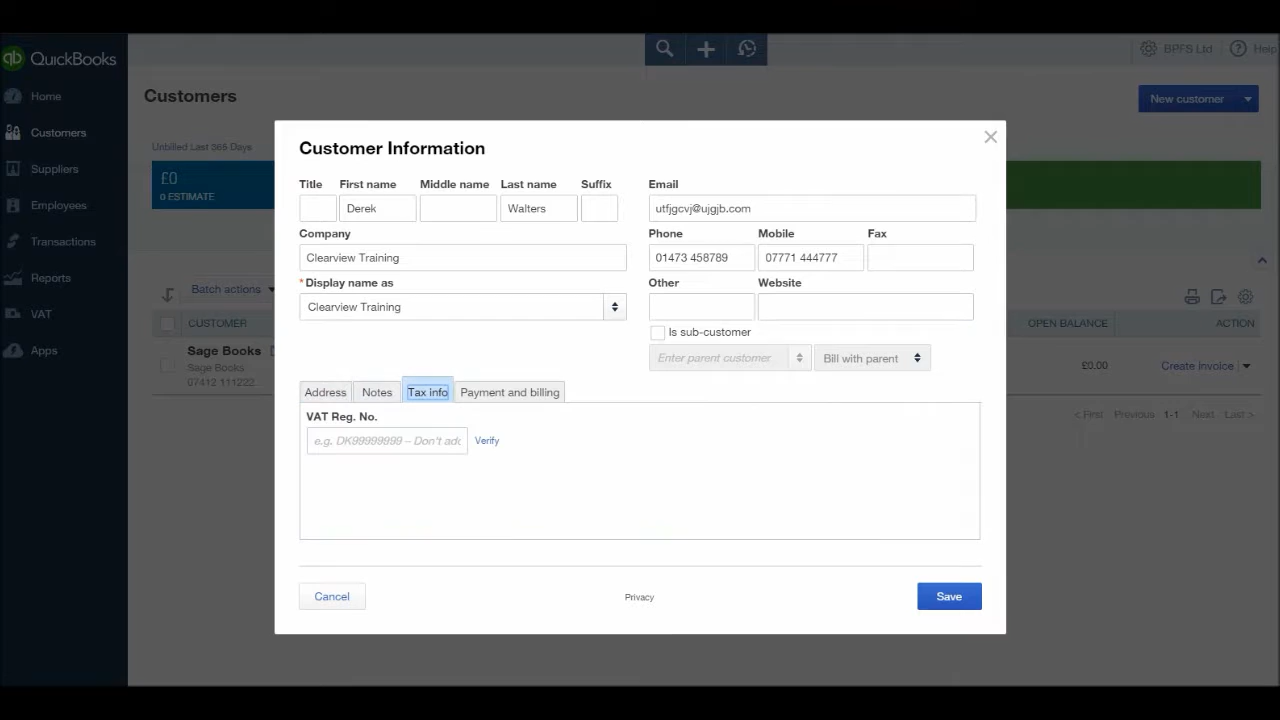 qb QuickBooks
BPFS Ltd
Help
Home
Customers
Suppliers
Employees
Transactions
Reports
VAT
Apps
Customers
New customer
Unbilled Last 365 Days
£0
0 ESTIMATE
Batch actions
CUSTOMER
OPEN BALANCE
ACTION
Sage Books
Sage Books
07412 111222
£0.00
Create invoice
< First Previous 1-1 Next Last >
Customer Information
Title First name Middle name Last name Suffix
Derek Walters
Company
Clearview Training
* Display name as
Clearview Training
Email
utfjgcvj@ujgjb.com
Phone Mobile Fax
01473 458789 07771 444777
Other Website
Is sub-customer
Enter parent customer Bill with parent
Address Notes Tax info Payment and billing
VAT Reg. No.
e.g. DK99999999 – Don't add Verify
Cancel Privacy Save